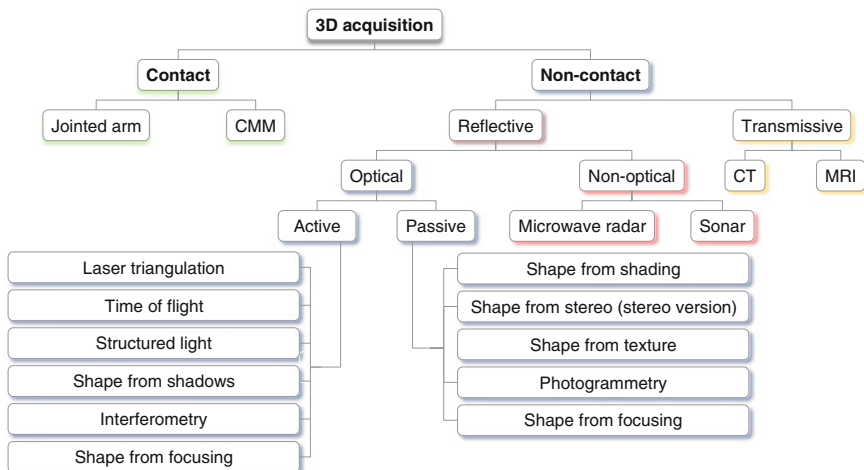 3D acquisition
Contact
Non-contact
Jointed arm
CMM
Reflective
Transmissive
Optical
Non-optical
CT
MRI
Active
Passive
Microwave radar
Sonar
Laser triangulation
Time of flight
Structured light
Shape from shadows
Interferometry
Shape from focusing
Shape from shading
Shape from stereo (stereo version)
Shape from texture
Photogrammetry
Shape from focusing